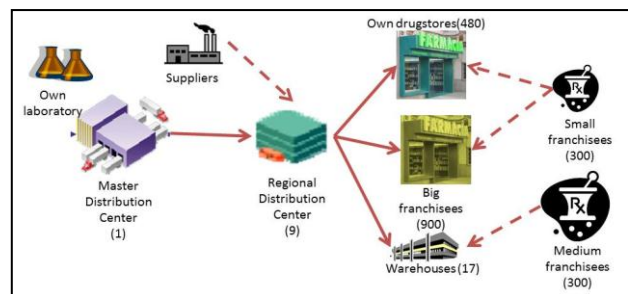 Own drugstores(480)
FARMACIA
Suppliers
Own
laboratory
Rx
Small
franchisees
(300)
FARMACIA
Master
Distribution
Center
(1)
Regional
Distribution
Center
(9)
Big
franchisees
(900)
Rx
Warehouses (17)
Medium
franchisees
(300)